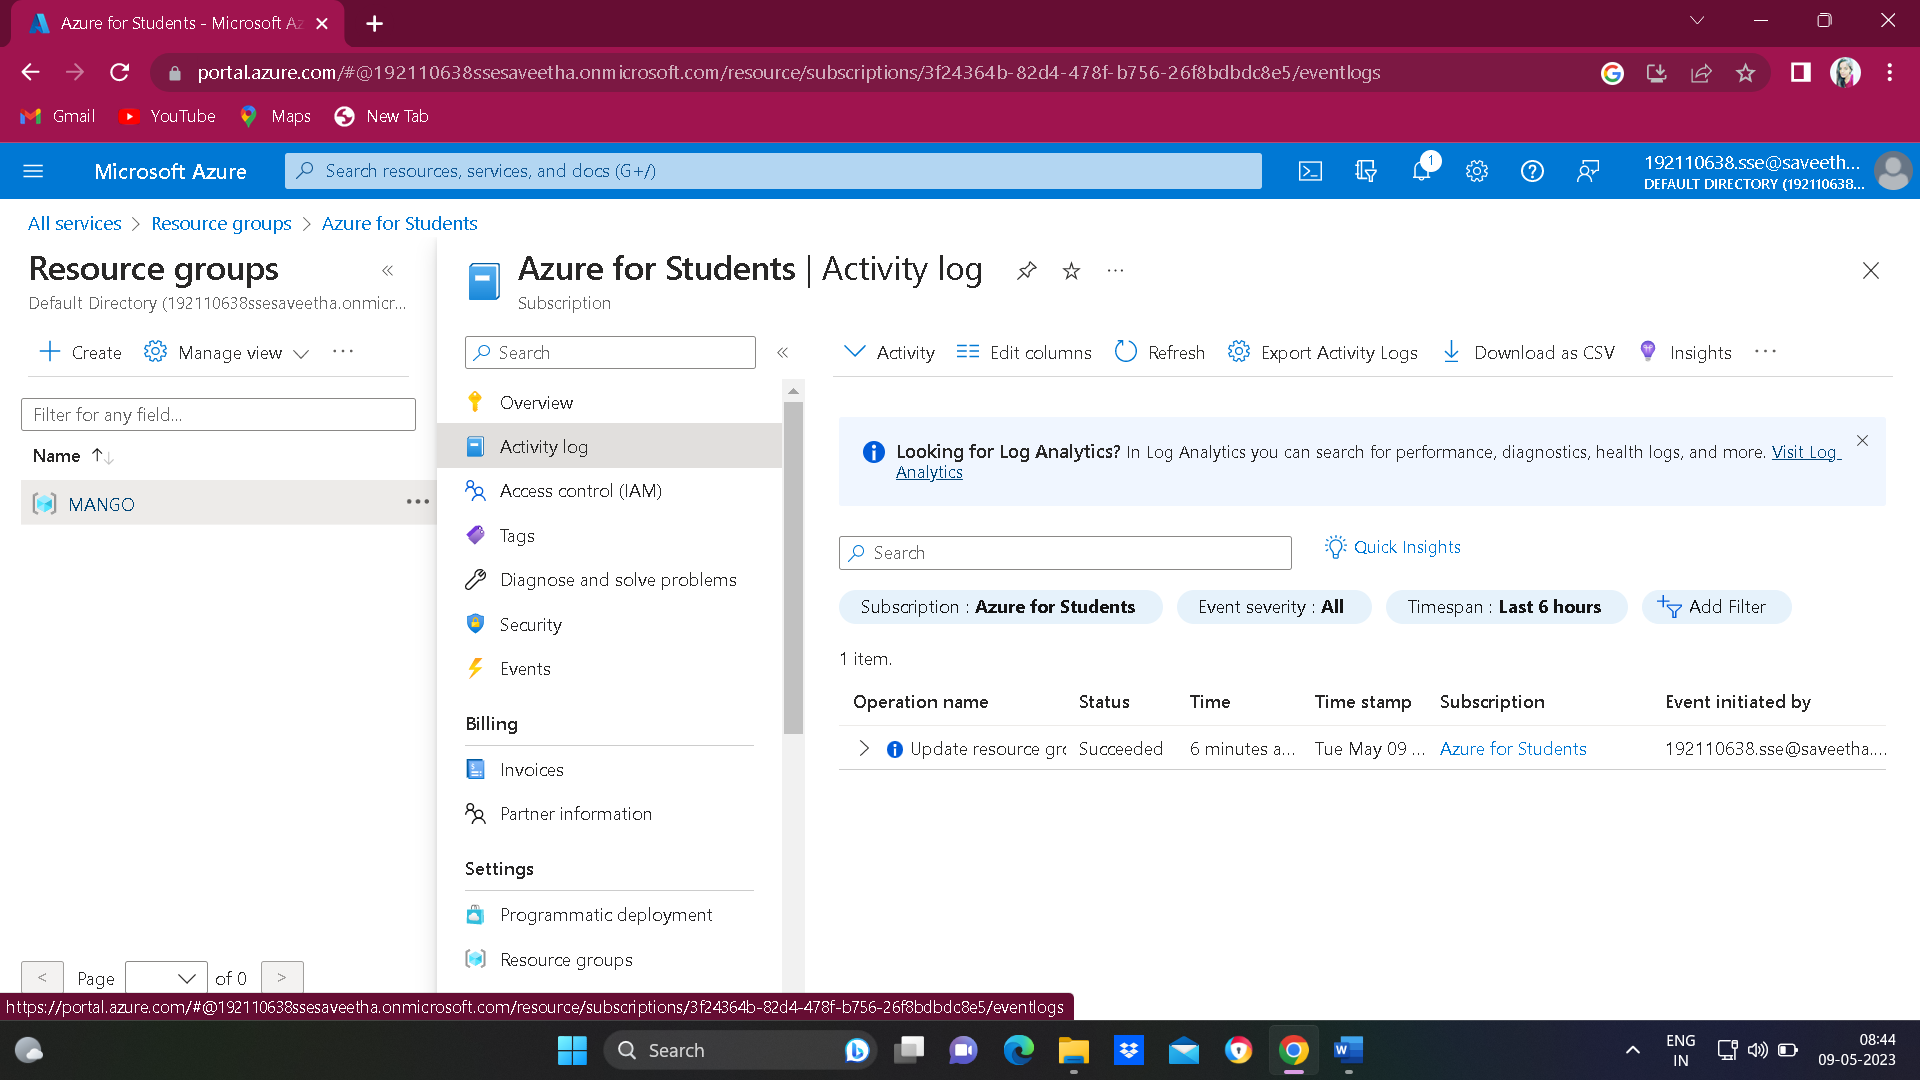 Azure for Students - Microsoft Az
portal.azure.com/#@192110638ssesaveetha.onmicrosoft.com/resource/subscriptions/3f24364b-82d4-478f-b756-26f8bdbdc8e5/eventlogs
Gmail YouTube Maps New Tab
Microsoft Azure
Search resources, services, and docs (G+/)
1
192110638.sse@saveeth...
DEFAULT DIRECTORY (192110638...
All services > Resource groups > Azure for Students
Resource groups
Default Directory (192110638ssesaveetha.onmicr...
Create Manage view ...
Filter for any field...
Name
MANGO ...
Page of 0
Azure for Students | Activity log
Subscription
Search
Overview
Activity log
Access control (IAM)
Tags
Diagnose and solve problems
Security
Events
Billing
Invoices
Partner information
Settings
Programmatic deployment
Resource groups
Activity Edit columns Refresh Export Activity Logs Download as CSV Insights ...
Looking for Log Analytics? In Log Analytics you can search for performance, diagnostics, health logs, and more. Visit Log
Analytics
Search
Quick Insights
Subscription : Azure for Students Event severity : All Timespan : Last 6 hours Add Filter
1 item.
Operation name Status Time Time stamp Subscription Event initiated by
Update resource grc Succeeded 6 minutes a... Tue May 09 ... Azure for Students 192110638.sse@saveetha....
https://portal.azure.com/#@192110638ssesaveetha.onmicrosoft.com/resource/subscriptions/3f24364b-82d4-478f-b756-26f8bdbdc8e5/eventlogs
Search
ENG
IN
08:44
09-05-2023